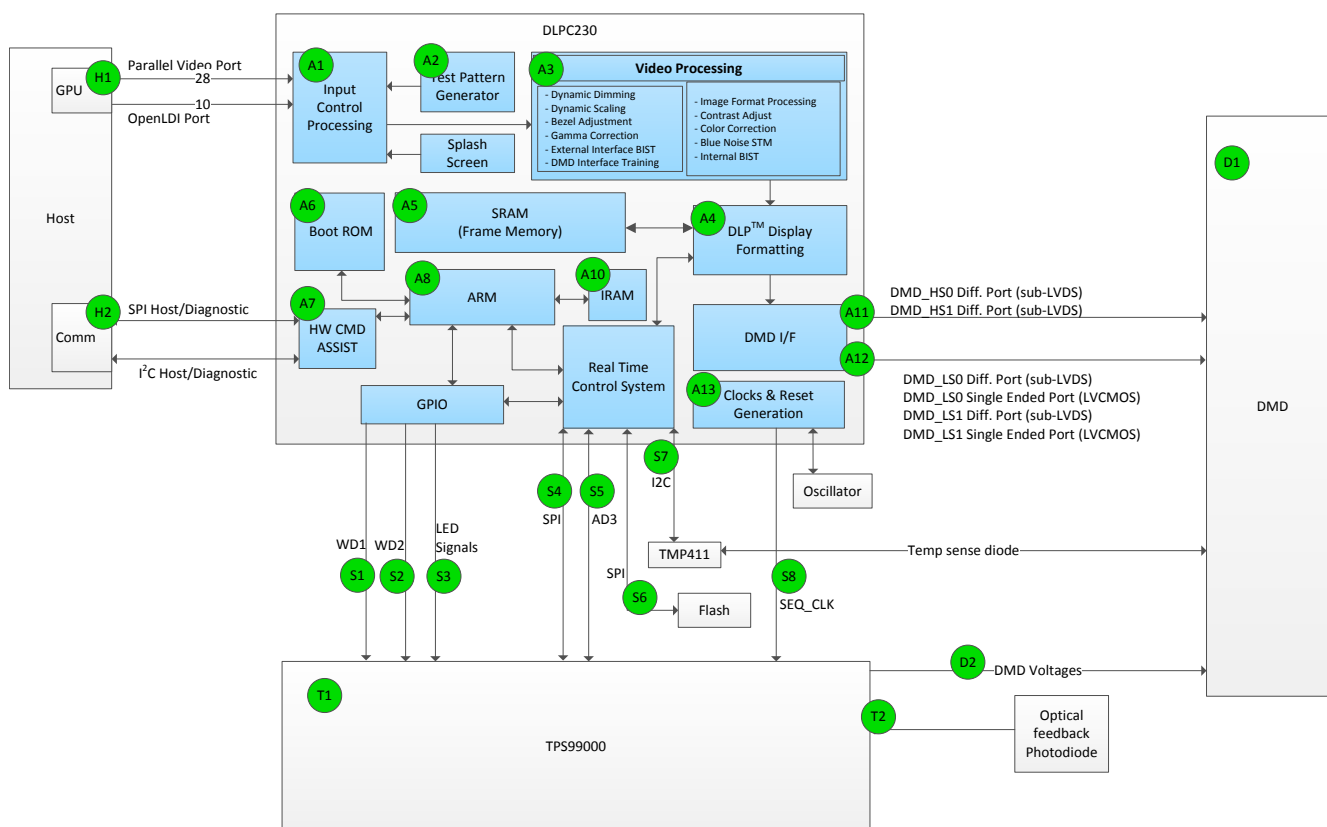 DLPC230
Host
H1
GPU
Parallel Video Port
28
10
OpenLDI Port
A1
Input
Control
Processing
A2
Test Pattern
Generator
Splash
Screen
A3
Video Processing
- Dynamic Dimming
- Dynamic Scaling
- Bezel Adjustment
- Gamma Correction
- External Interface BIST
- DMD Interface Training
- Image Format Processing
- Contrast Adjust
- Color Correction
- Blue Noise STM
- Internal BIST
D1
DMD
A6
Boot ROM
A5
SRAM
(Frame Memory)
A4
DLP™ Display
Formatting
A8
ARM
A10
IRAM
H2
Comm
SPI Host/Diagnostic
I²C Host/Diagnostic
A7
HW CMD
ASSIST
GPIO
Real Time
Control System
DMD I/F
A11
A12
DMD_HS0 Diff. Port (sub-LVDS)
DMD_HS1 Diff. Port (sub-LVDS)
DMD_LS0 Diff. Port (sub-LVDS)
DMD_LS0 Single Ended Port (LVCMOS)
DMD_LS1 Diff. Port (sub-LVDS)
DMD_LS1 Single Ended Port (LVCMOS)
A13
Clocks & Reset
Generation
Oscillator
S7
I2C
S4
SPI
S5
AD3
WD1
S1
WD2
S2
LED
Signals
S3
TMP411
Temp sense diode
SPI
S6
Flash
S8
SEQ_CLK
D2
DMD Voltages
T1
TPS99000
T2
Optical
feedback
Photodiode